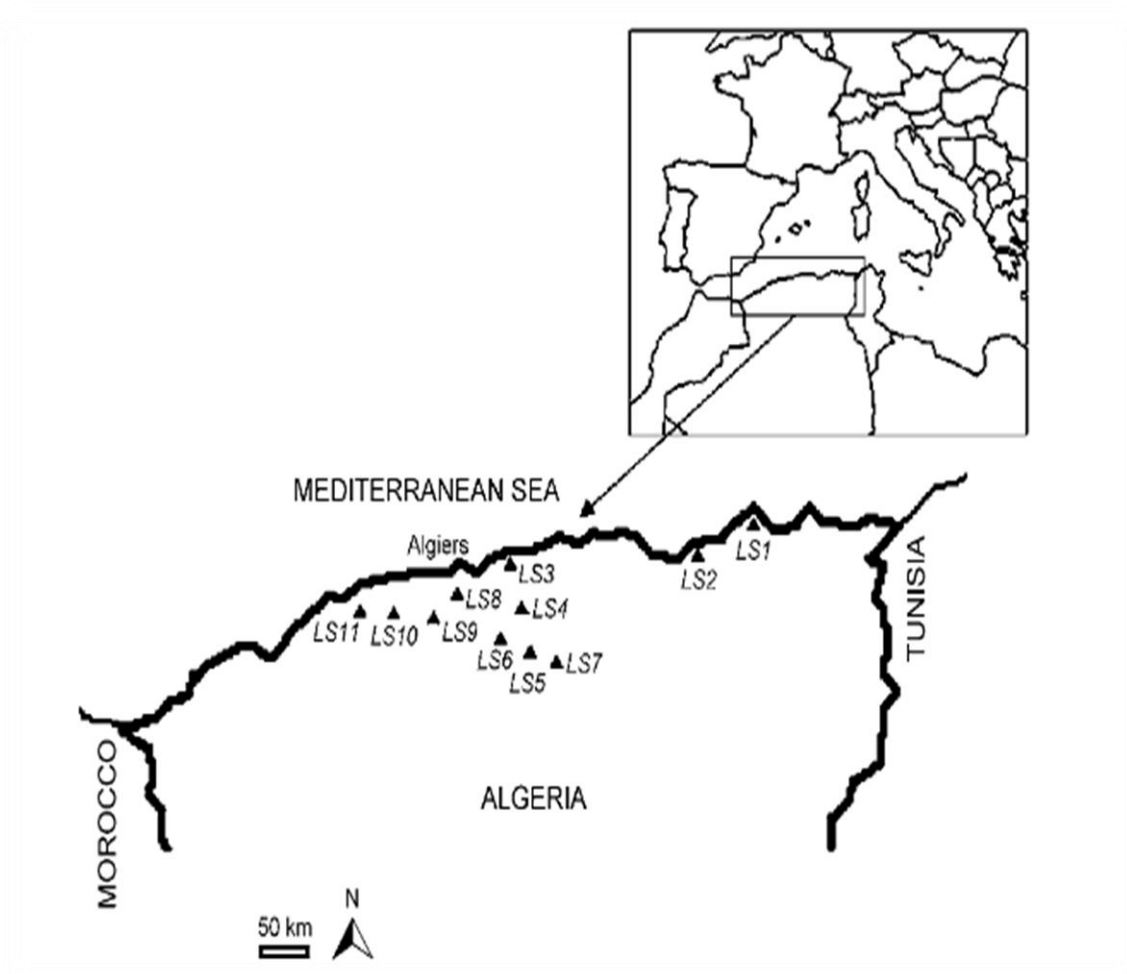 MEDITERRANEAN SEA
Algiers
LS1
LS2
LS3
LS8
LS4
LS11
LS10
LS9
LS6
LS7
LS5
TUNISIA
MOROCCO
ALGERIA
N
50 km